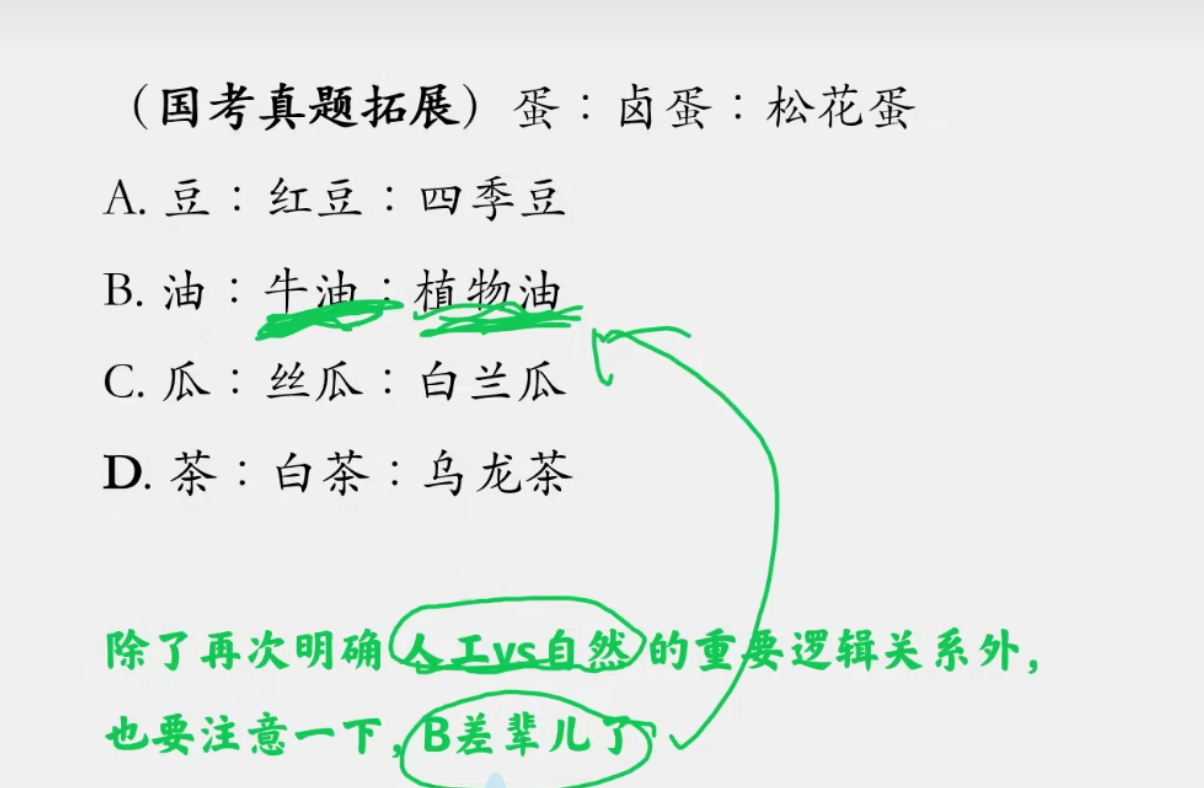 （国考真题拓展）蛋：卤蛋：松花蛋
A. 豆：红豆：四季豆
B. 油：牛油：植物油
C. 瓜：丝瓜：白兰瓜
D. 茶：白茶：乌龙茶
除了再次明确人工vs自然的重要逻辑关系外，
也要注意一下，B差辈儿了